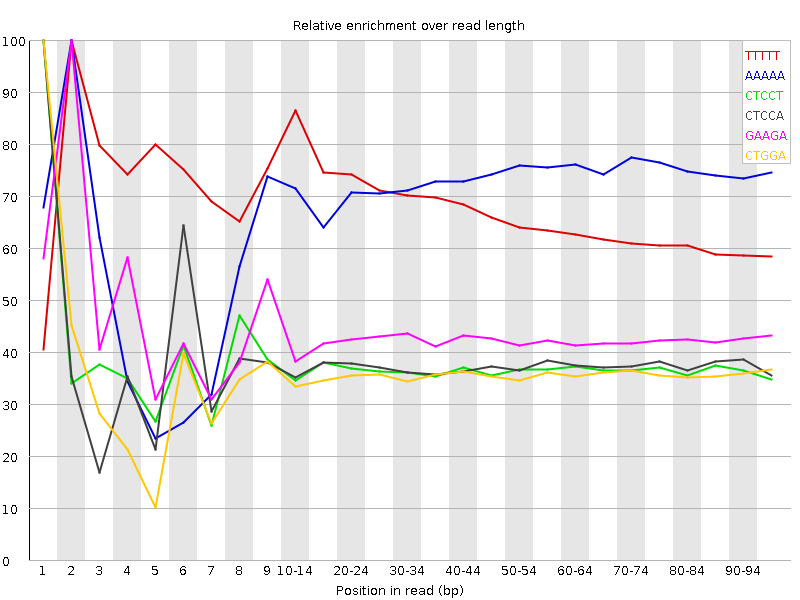 Relative enrichment over read length
100
90
80
70
60
50
40
30
20
10
0
TTTTT
AAAAA
CTCCT
CTCCA
GAAGA
CTGGA
1 2 3 4 5 6 7 8 9 10-14 20-24 30-34 40-44 50-54 60-64 70-74 80-84 90-94
Position in read (bp)